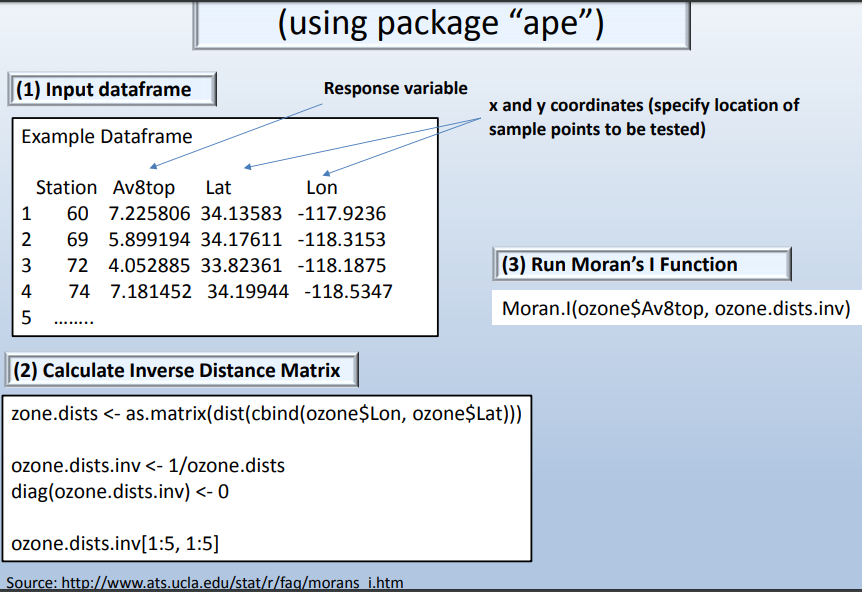 (using package “ape”)
(1) Input dataframe
Response variable
x and y coordinates (specify location of
sample points to be tested)
Example Dataframe
Station Av8top Lat Lon
1 60 7.225806 34.13583 -117.9236
2 69 5.899194 34.17611 -118.3153
3 72 4.052885 33.82361 -118.1875
4 74 7.181452 34.19944 -118.5347
5 ……..
(3) Run Moran’s I Function
Moran.I(ozone$Av8top, ozone.dists.inv)
(2) Calculate Inverse Distance Matrix
zone.dists <- as.matrix(dist(cbind(ozone$Lon, ozone$Lat)))
ozone.dists.inv <- 1/ozone.dists
diag(ozone.dists.inv) <- 0
ozone.dists.inv[1:5, 1:5]
Source: http://www.ats.ucla.edu/stat/r/faq/morans_i.htm